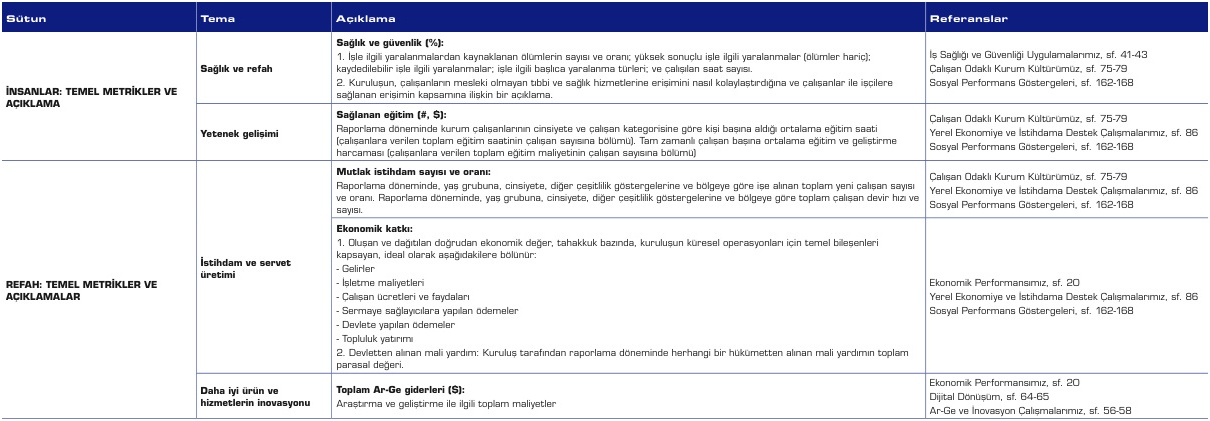 Sütun Tema Açıklama Referanslar
İNSANLAR: TEMEL METRİKLER VE
AÇIKLAMA
Sağlık ve refah
Sağlık ve güvenlik (%):
1. İşle ilgili yaralanmalardan kaynaklanan ölümlerin sayısı ve oranı; yüksek sonuçlu işle ilgili yaralanmalar (ölümler hariç);
kaydedilebilir işle ilgili yaralanmalar; işle ilgili başlıca yaralanma türleri; ve çalışılan saat sayısı.
2. Kuruluşun, çalışanların mesleki olmayan tıbbi ve sağlık hizmetlerine erişimini nasıl kolaylaştırdığına ve çalışanlar ile işçilere
sağlanan erişimin kapsamına ilişkin bir açıklama.
İş Sağlığı ve Güvenliği Uygulamalarımız, sf. 41-43
Çalışan Odaklı Kurum Kültürümüz, sf. 75-79
Sosyal Performans Göstergeleri, sf. 162-168
Yetenek gelişimi
Sağlanan eğitim (#, $):
Raporlama döneminde kurum çalışanlarının cinsiyete ve çalışan kategorisine göre kişi başına aldığı ortalama eğitim saati
(çalışanlara verilen toplam eğitim saatinin çalışan sayısına bölümü). Tam zamanlı çalışan başına ortalama eğitim ve geliştirme
harcaması (çalışanlara verilen toplam eğitim maliyetinin çalışan sayısına bölümü)
Çalışan Odaklı Kurum Kültürümüz, sf. 75-79
Yerel Ekonomiye ve İstihdama Destek Çalışmalarımız, sf. 86
Sosyal Performans Göstergeleri, sf. 162-168
REFAH: TEMEL METRİKLER VE
AÇIKLAMALAR
İstihdam ve servet
üretimi
Mutlak istihdam sayısı ve oranı:
Raporlama döneminde, yaş grubuna, cinsiyete, diğer çeşitlilik göstergelerine ve bölgeye göre işe alınan toplam yeni çalışan sayısı
ve oranı. Raporlama döneminde, yaş grubuna, cinsiyete, diğer çeşitlilik göstergelerine ve bölgeye göre toplam çalışan devir hızı ve
sayısı.
Çalışan Odaklı Kurum Kültürümüz, sf. 75-79
Yerel Ekonomiye ve İstihdama Destek Çalışmalarımız, sf. 86
Sosyal Performans Göstergeleri, sf. 162-168
Ekonomik katkı:
1. Oluşan ve dağıtılan doğrudan ekonomik değer, tahakkuk bazında, kuruluşun küresel operasyonları için temel bileşenleri
kapsayan, ideal olarak aşağıdakilere bölünür:
- Gelirler
- İşletme maliyetleri
- Çalışan ücretleri ve faydaları
- Sermaye sağlayıcılara yapılan ödemeler
- Devlete yapılan ödemeler
- Topluluk yatırımı
2. Devletten alınan mali yardım: Kuruluş tarafından raporlama döneminde herhangi bir hükümetten alınan mali yardımın toplam
parasal değeri.
Ekonomik Performansımız, sf. 20
Yerel Ekonomiye ve İstihdama Destek Çalışmalarımız, sf. 86
Sosyal Performans Göstergeleri, sf. 162-168
Daha iyi ürün ve
hizmetlerin inovasyonu
Toplam Ar-Ge giderleri ($):
Araştırma ve geliştirme ile ilgili toplam maliyetler
Ekonomik Performansımız, sf. 20
Dijital Dönüşüm, sf. 64-65
Ar-Ge ve İnovasyon Çalışmalarımız, sf. 56-58